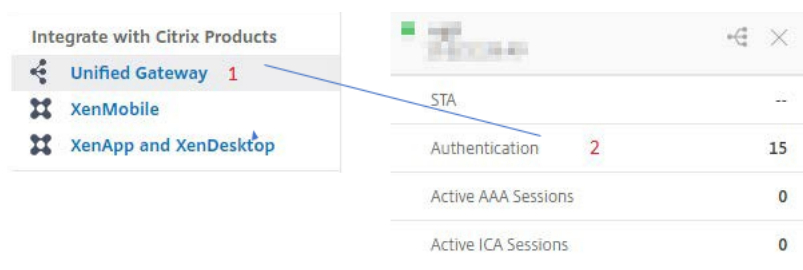 Integrate with Citrix Products
Unified Gateway 1
XenMobile
XenApp and XenDesktop
STA --
Authentication 2 15
Active AAA Sessions 0
Active ICA Sessions 0